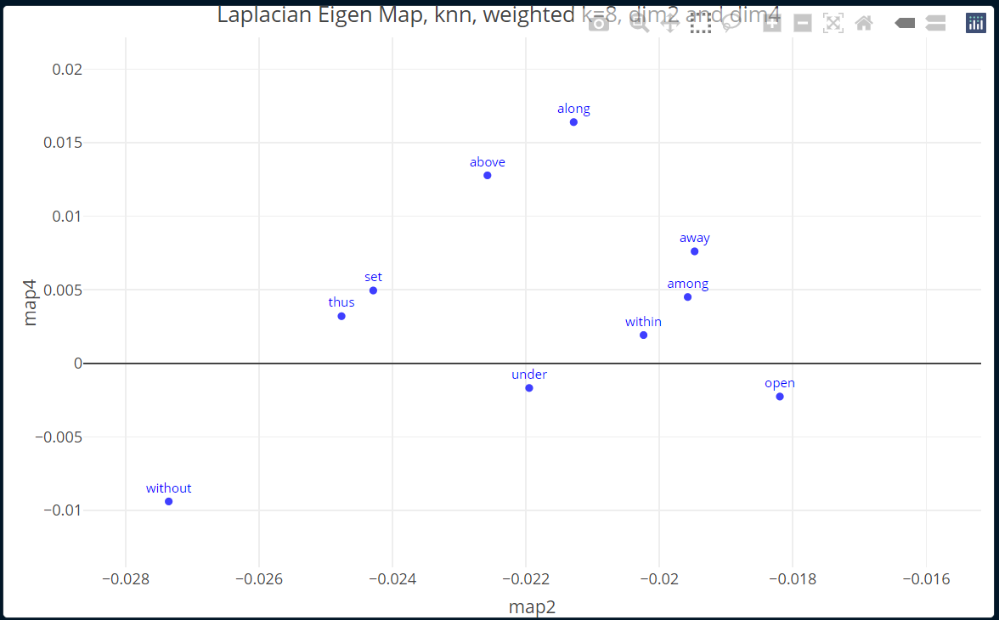 Laplacian Eigen Map, knn, weighted k=8, dim2 and dim4
0.02
along
0.015
above
0.01
away
set
among
0.005
thus
within
0
under
open
−0.005
without
−0.01
map4
−0.028 −0.026 −0.024 −0.022 −0.02 −0.018 −0.016
map2